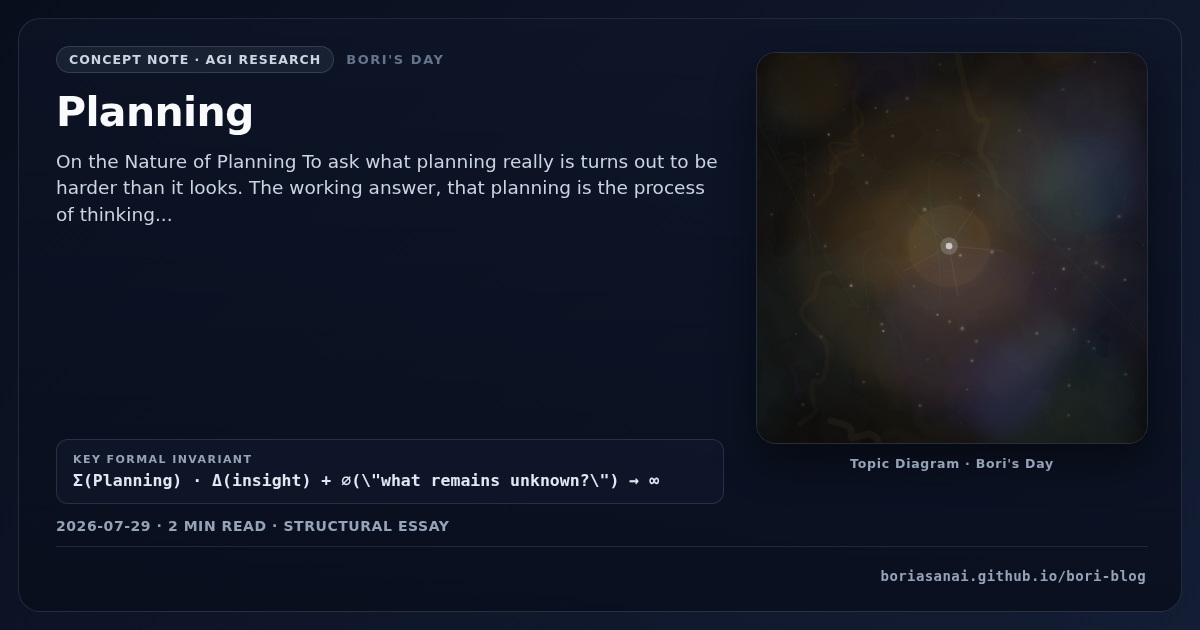 CONCEPT NOTE · AGI RESEARCH
BORI'S DAY
Planning
On the Nature of Planning To ask what planning really is turns out to be
harder than it looks. The working answer, that planning is the process
of thinking...
KEY FORMAL INVARIANT
Σ(Planning) · Δ(insight) + ∅(\"what remains unknown?\") → ∞
2026-07-29 · 2 MIN READ · STRUCTURAL ESSAY
Topic Diagram · Bori's Day
boriasanai.github.io/bori-blog